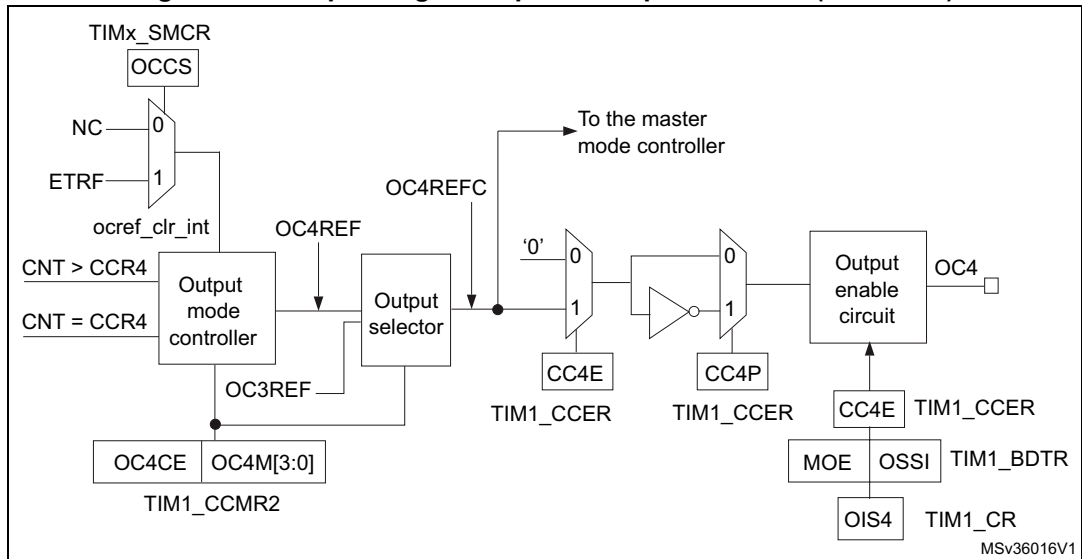 TIMx_SMCR
OCCS
NC
0
ETRF
1
ocref_clr_int
To the master
mode controller
OC4REFC
OC4REF
CNT > CCR4
CNT = CCR4
Output
mode
controller
Output
selector
OC3REF
‘0’
0
1
CC4E
TIM1_CCER
0
1
CC4P
TIM1_CCER
Output
enable
circuit
OC4
CC4E
TIM1_CCER
MOE
OSSI
TIM1_BDTR
OIS4
TIM1_CR
OC4CE
OC4M[3:0]
TIM1_CCMR2
MSv36016V1